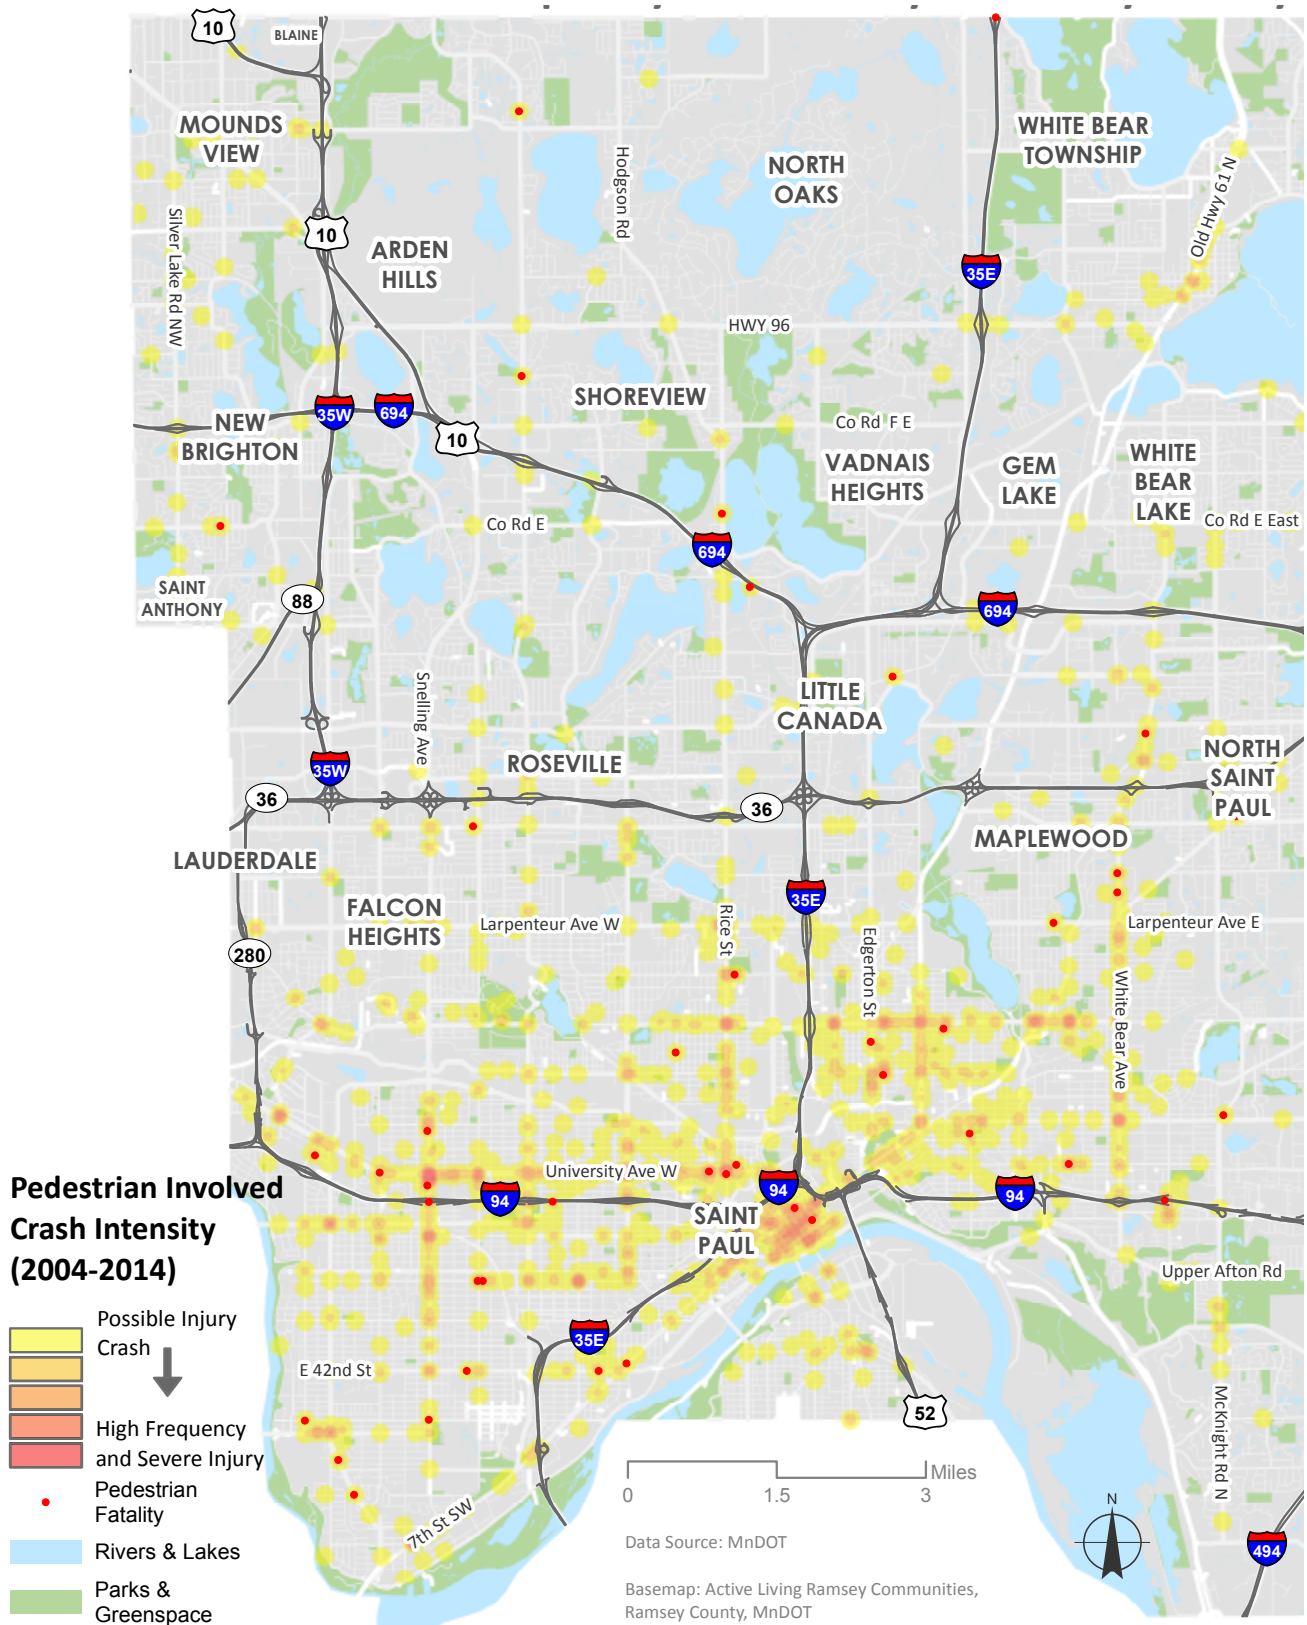 10
BLAINE
MOUNDS
VIEW
Hodgson Rd
NORTH
OAKS
WHITE BEAR
TOWNSHIP
Old Hwy 61 N
Silver Lake Rd NW
10
ARDEN
HILLS
35E
HWY 96
SHOREVIEW
35W
694
10
NEW
BRIGHTON
Co Rd F E
VADNAIS
HEIGHTS
GEM
LAKE
WHITE
BEAR
LAKE
Co Rd E East
Co Rd E
694
SAINT
ANTHONY
88
694
Snelling Ave
LITTLE
CANADA
ROSEVILLE
35W
36
36
NORTH
SAINT
PAUL
MAPLEWOOD
LAUDERDALE
35E
FALCON
HEIGHTS
Larpenteur Ave W
Rice St
Edgerton St
Larpenteur Ave E
280
White Bear Ave
University Ave W
94
94
94
SAINT
PAUL
Upper Afton Rd
35E
E 42nd St
52
McKnight Rd N
7th St SW
494
Pedestrian Involved
Crash Intensity
(2004-2014)
Possible Injury
Crash
High Frequency
and Severe Injury
Pedestrian
Fatality
Rivers & Lakes
Parks &
Greenspace
Miles
0 1.5 3
N
Data Source: MnDOT
Basemap: Active Living Ramsey Communities,
Ramsey County, MnDOT